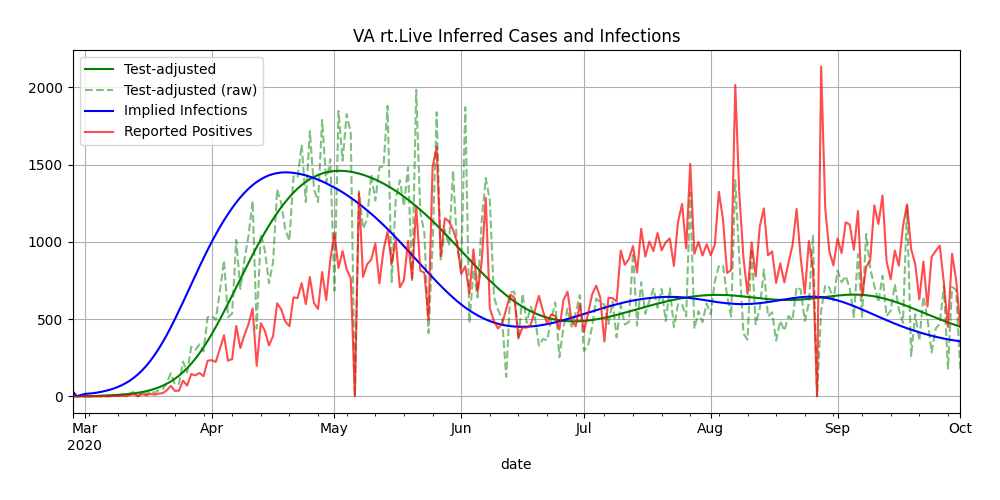 VA rt.Live Inferred Cases and Infections
Test-adjusted
Test-adjusted (raw)
Implied Infections
Reported Positives
2000
1500
1000
500
0
Mar Apr May Jun Jul Aug Sep Oct
2020
date